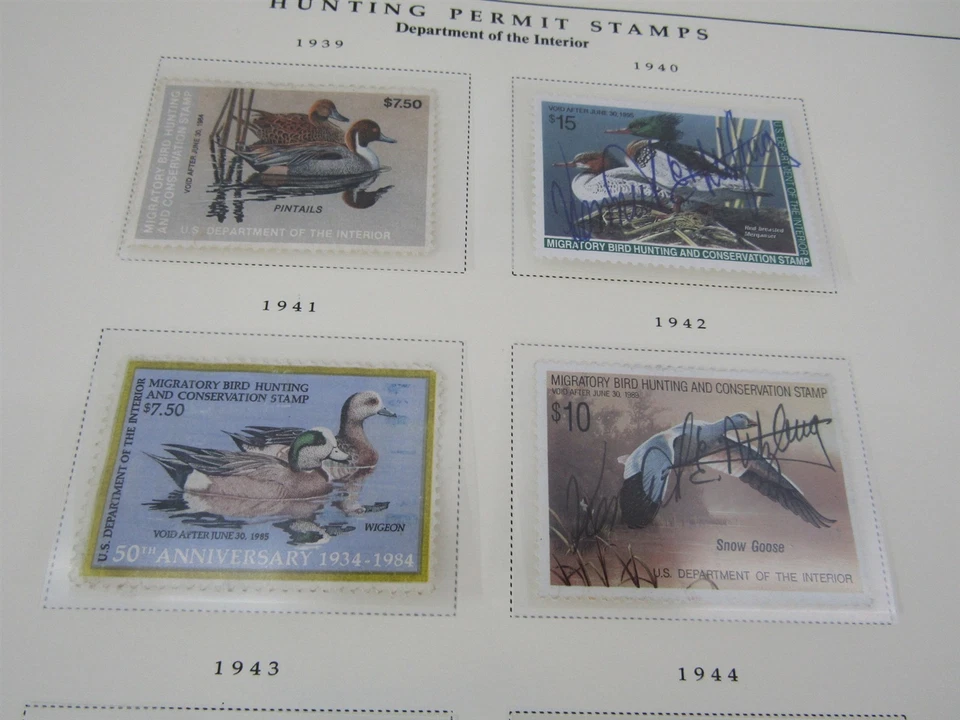 HUNTING PERMIT STAMPS
Department of the Interior
1939
1940
MIGRATORY BIRD HUNTING
AND CONSERVATION STAMP
VOID AFTER JUNE 30, 1984
$7.50
PINTAILS
U.S. DEPARTMENT OF THE INTERIOR
VOID AFTER JUNE 30, 1995
$15
U.S. DEPARTMENT OF THE INTERIOR
Red-breasted
Merganser
MIGRATORY BIRD HUNTING AND CONSERVATION STAMP
1941
1942
U.S. DEPARTMENT OF THE INTERIOR
MIGRATORY BIRD HUNTING
AND CONSERVATION STAMP
$7.50
WIGEON
VOID AFTER JUNE 30, 1985
50TH ANNIVERSARY 1934-1984
MIGRATORY BIRD HUNTING AND CONSERVATION STAMP
VOID AFTER JUNE 30, 1989
$10
Snow Goose
U.S. DEPARTMENT OF THE INTERIOR
1943
1944